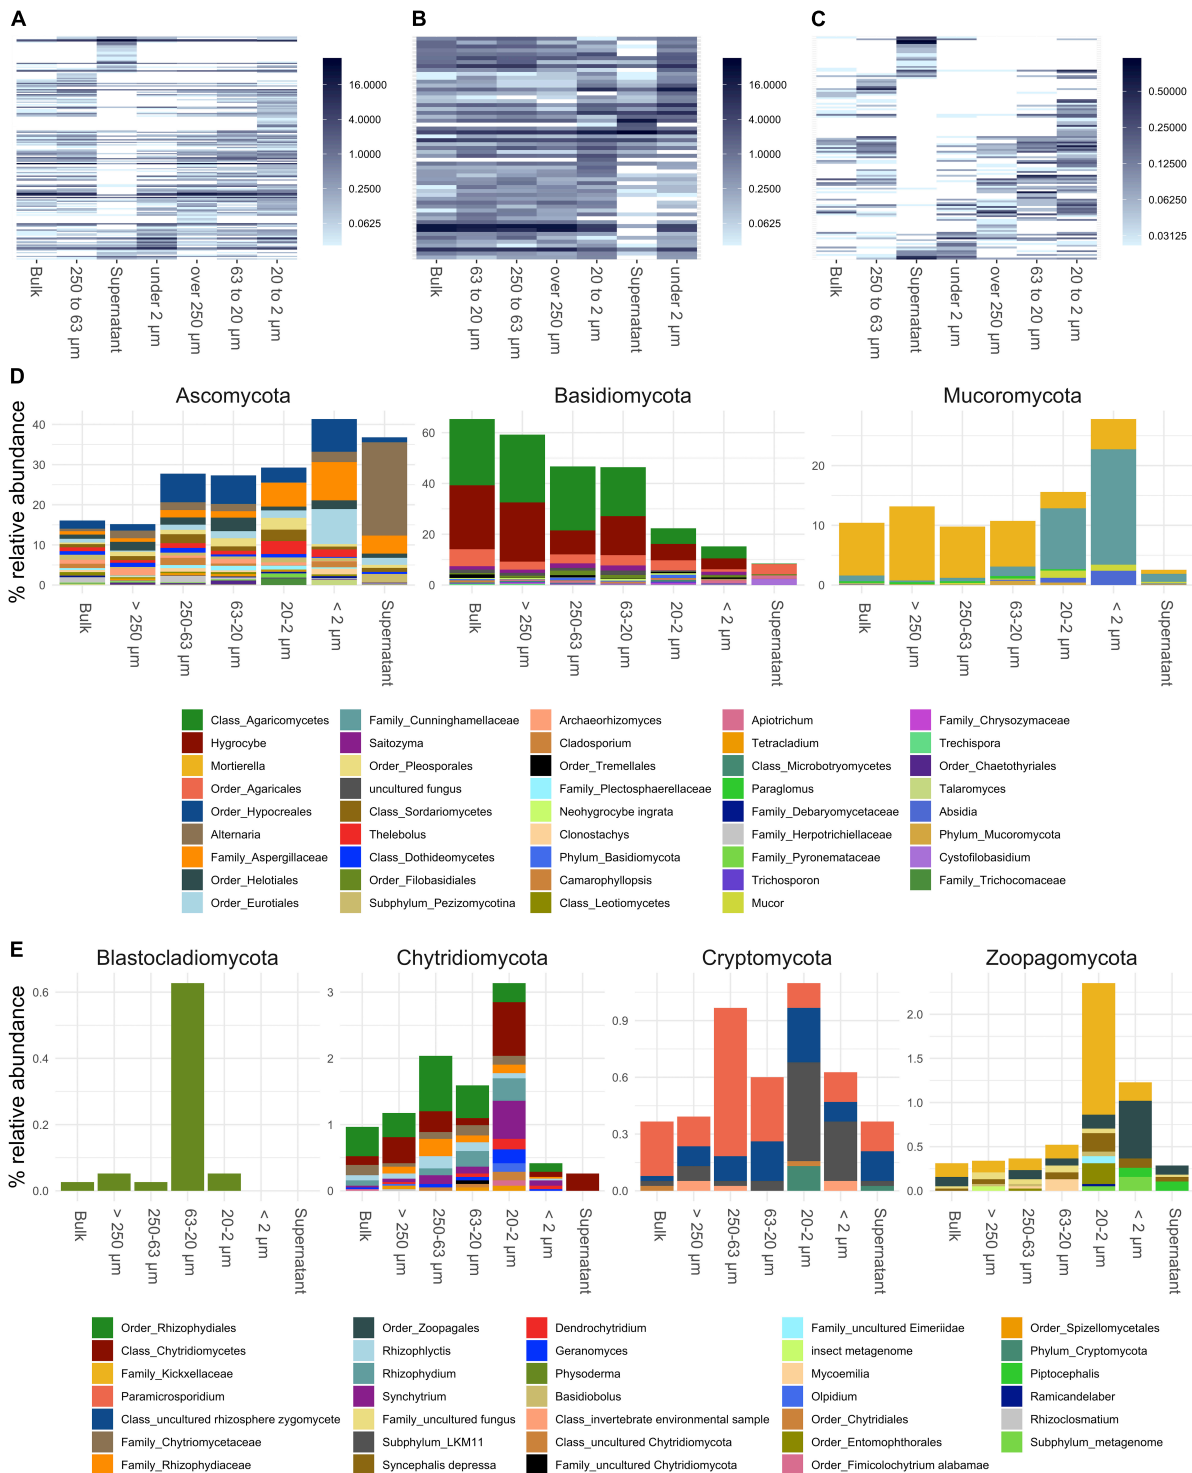 A
B
C
16.0000
4.0000
1.0000
0.2500
0.0625
16.0000
4.0000
1.0000
0.2500
0.0625
0.50000
0.25000
0.12500
0.06250
0.03125
Bulk
250 to 63 µm
Supernatant
under 2 µm
over 250 µm
63 to 20 µm
20 to 2 µm
Bulk
63 to 20 µm
250 to 63 µm
over 250 µm
20 to 2 µm
Supernatant
under 2 µm
Bulk
250 to 63 µm
Supernatant
under 2 µm
over 250 µm
63 to 20 µm
20 to 2 µm
D
% relative abundance
Ascomycota
40
30
20
10
0
Bulk
> 250 µm
250-63 µm
63-20 µm
20-2 µm
< 2 µm
Supernatant
Basidiomycota
60
40
20
0
Bulk
> 250 µm
250-63 µm
63-20 µm
20-2 µm
< 2 µm
Supernatant
Mucoromycota
20
10
0
Bulk
> 250 µm
250-63 µm
63-20 µm
20-2 µm
< 2 µm
Supernatant
Class_Agaricomycetes
Hygrocybe
Mortierella
Order_Agaricales
Order_Hypocreales
Alternaria
Family_Aspergillaceae
Order_Helotiales
Order_Eurotiales
Family_Cunninghamellaceae
Saitozyma
Order_Pleosporales
uncultured fungus
Class_Sordariomycetes
Thelebolus
Class_Dothideomycetes
Order_Filobasidiales
Subphylum_Pezizomycotina
Archaeorhizomyces
Cladosporium
Order_Tremellales
Family_Plectosphaerellaceae
Neohygrocybe ingrata
Clonostachys
Phylum_Basidiomycota
Camarophyllopsis
Class_Leotiomycetes
Apiotrichum
Tetracladium
Class_Microbotryomycetes
Paraglomus
Family_Debaryomycetaceae
Family_Herpotrichiellaceae
Family_Pyronemataceae
Trichosporon
Mucor
Family_Chrysozymaceae
Trechispora
Order_Chaetothyriales
Talaromyces
Absidia
Phylum_Mucoromycota
Cystofilobasidium
Family_Trichocomaceae
E
% relative abundance
Blastocladiomycota
0.6
0.4
0.2
0.0
Bulk
> 250 µm
250-63 µm
63-20 µm
20-2 µm
< 2 µm
Supernatant
Chytridiomycota
3
2
1
0
Bulk
> 250 µm
250-63 µm
63-20 µm
20-2 µm
< 2 µm
Supernatant
Cryptomycota
0.9
0.6
0.3
0.0
Bulk
> 250 µm
250-63 µm
63-20 µm
20-2 µm
< 2 µm
Supernatant
Zoopagomycota
2.0
1.5
1.0
0.5
0.0
Bulk
> 250 µm
250-63 µm
63-20 µm
20-2 µm
< 2 µm
Supernatant
Order_Rhizophydiales
Class_Chytridiomycetes
Family_Kickxellaceae
Paramicrosporidium
Class_uncultured rhizosphere zygomycete
Family_Chytriomycetaceae
Family_Rhizophydiaceae
Order_Zoopagales
Rhizophlyctis
Rhizophydium
Synchytrium
Family_uncultured fungus
Subphylum_LKM11
Syncephalis depressa
Dendrochytridium
Geranomyces
Physoderma
Basidiobolus
Class_invertebrate environmental sample
Class_uncultured Chytridiomycota
Family_uncultured Chytridiomycota
Family_uncultured Eimeriidae
insect metagenome
Mycoemilia
Olpidium
Order_Chytridiales
Order_Entomophthorales
Order_Fimicolochytrium alabamae
Order_Spizellomycetales
Phylum_Cryptomycota
Piptocephalis
Ramicandelaber
Rhizoclosmatium
Subphylum_metagenome